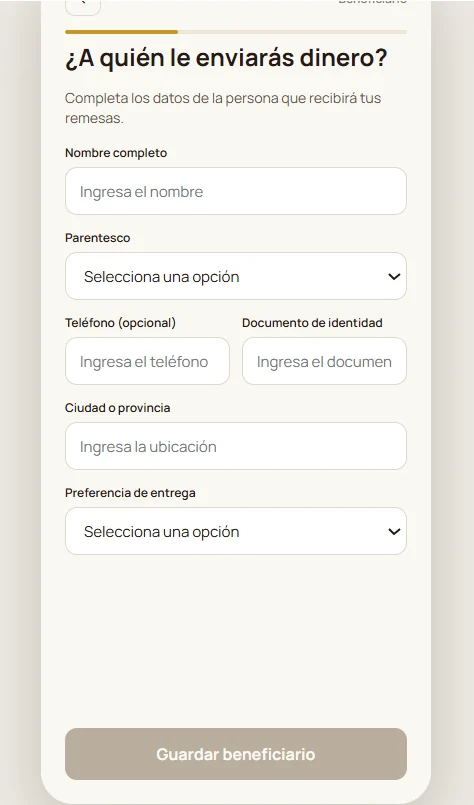 ¿A quién le enviarás dinero?
Completa los datos de la persona que recibirá tus
remesas.
Nombre completo
Ingresa el nombre
Parentesco
Selecciona una opción
Teléfono (opcional)
Documento de identidad
Ingresa el teléfono
Ingresa el documen
Ciudad o provincia
Ingresa la ubicación
Preferencia de entrega
Selecciona una opción
Guardar beneficiario